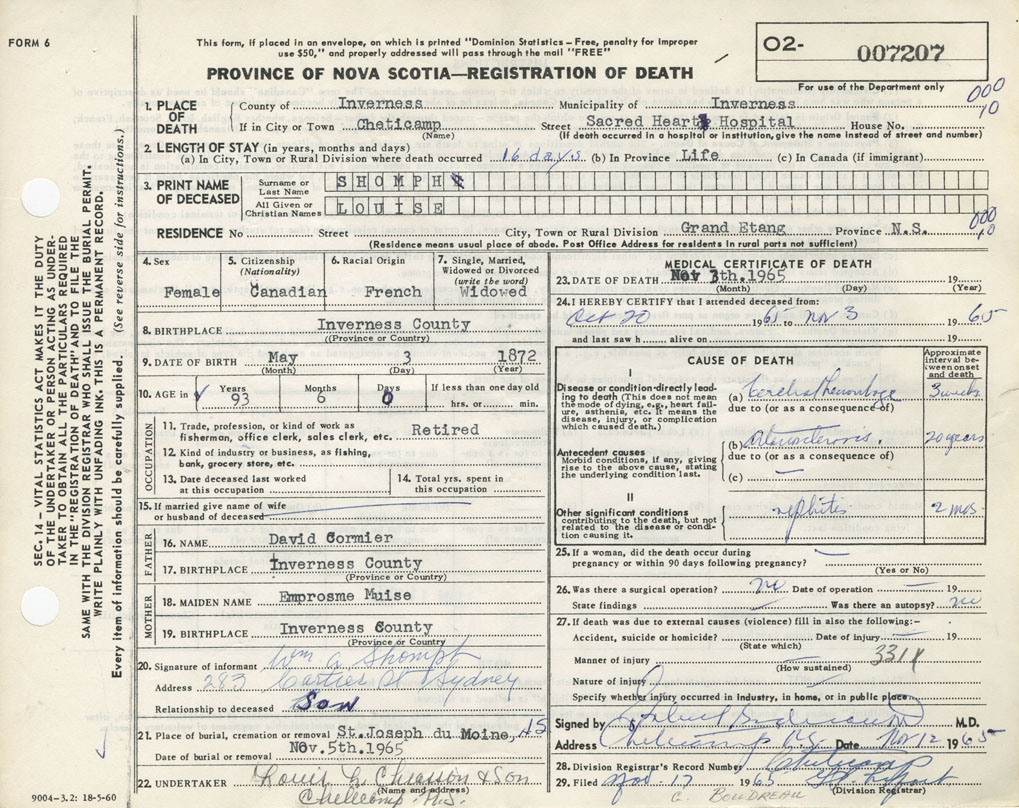 FORM 6
This form, if placed in an envelope, on which is printed "Dominion Statistics–Free, penalty for improper
use $50," and properly addressed will pass through the mail "FREE"
PROVINCE OF NOVA SCOTIA—REGISTRATION OF DEATH
O2- 007207
For use of the Department only
000
10
1. PLACE OF DEATH
County of Inverness Municipality of Inverness
If in City or Town Cheticamp Street Sacred Heart Hospital House No.
(Name) (If death occurred in a hospital or institution, give the name instead of street and number)
2. LENGTH OF STAY (in years, months and days)
(a) In City, Town or Rural Division where death occurred 16 days (b) In Province Life (c) In Canada (if immigrant)
3. PRINT NAME OF DECEASED
Surname or Last Name SHOMPH
All Given or Christian Names LOUISE
000
10
RESIDENCE No Street City, Town or Rural Division Grand Etang Province N.S.
(Residence means usual place of abode. Post Office Address for residents in rural parts not sufficient)
4. Sex Female
5. Citizenship (Nationality) Canadian
6. Racial Origin French
7. Single, Married, Widowed or Divorced (write the word) Widowed
8. BIRTHPLACE Inverness County
((Province or Country)
9. DATE OF BIRTH May 3 1872
(Month) (Day) (Year)
10. AGE in Years 93 Months 6 Days 0 If less than one day old
hrs. or min.
OCCUPATION
11. Trade, profession, or kind of work as fisherman, office clerk, sales clerk, etc. Retired
12. Kind of industry or business, as fishing, bank, grocery store, etc.
13. Date deceased last worked at this occupation
14. Total yrs. spent in this occupation
15. If married give name of wife or husband of deceased
FATHER
16. NAME David Cormier
17. BIRTHPLACE Inverness County
(Province or Country)
MOTHER
18. MAIDEN NAME Emprosme Muise
19. BIRTHPLACE Inverness County
(Province or Country
20. Signature of informant Wm A Shomph
Address 283 Cartier St Sydney
Relationship to deceased Son
21. Place of burial, cremation or removal St. Joseph du Moine, NS
Date of burial or removal Nov. 5th.1965
22. UNDERTAKER Louis L. Chiasson & Son
(Name and address)
Cheticamp N.S.
MEDICAL CERTIFICATE OF DEATH
23. DATE OF DEATH Nov 3th.1965 19
(Month) (Day) (Year)
24. I HEREBY CERTIFY that I attended deceased from:
Oct 20 1965 to Nov 3 1965
and last saw h alive on 19
CAUSE OF DEATH
Approximate interval between onset and death
I
Disease or condition directly leading to death (This does not mean the mode of dying, e.g., heart failure, asthenia, etc. It means the disease, injury, or complication which caused death.)
(a) Cerebral Hemorrhage 3 wks.
due to (or as a consequence of)
Antecedent causes
Morbid conditions, if any, giving rise to the above cause, stating the underlying condition last.
(b) Arteriosclerosis. 20 years
due to (or as a consequence of)
(c)
II
Other significant conditions contributing to the death, but not related to the disease or condition causing it.
nephitis 2 mos.
25. If a woman, did the death occur during pregnancy or within 90 days following pregnancy?
(Yes or No)
26. Was there a surgical operation? no Date of operation 19
State findings Was there an autopsy? no
27. If death was due to external causes (violence) fill in also the following:–
Accident, suicide or homicide? Date of injury 19
(State which)
Manner of injury 331X
(How sustained)
Nature of injury
Specify whether injury occurred in Industry, in home, or in public place
Signed by M.D.
Address Cheticamp N.S. Date Nov 12 1965
28. Division Registrar's Record Number Cheticamp
29. Filed Nov. 17 1965
(Division Registrar)
G. BOUDREAU
SEC. 14 – VITAL STATISTICS ACT MAKES IT THE DUTY
OF THE UNDERTAKER OR PERSON ACTING AS UNDER-
TAKER TO OBTAIN ALL THE PARTICULARS REQUIRED
IN THE "REGISTRATION OF DEATH" AND TO FILE THE
SAME WITH THE DIVISION REGISTRAR WHO SHALL ISSUE THE BURIAL PERMIT.
WRITE PLAINLY WITH UNFADING INK. THIS IS A PERMANENT RECORD.
Every item of information should be carefully supplied. (See reverse side for instructions.)
9004-3.2: 18-5-60